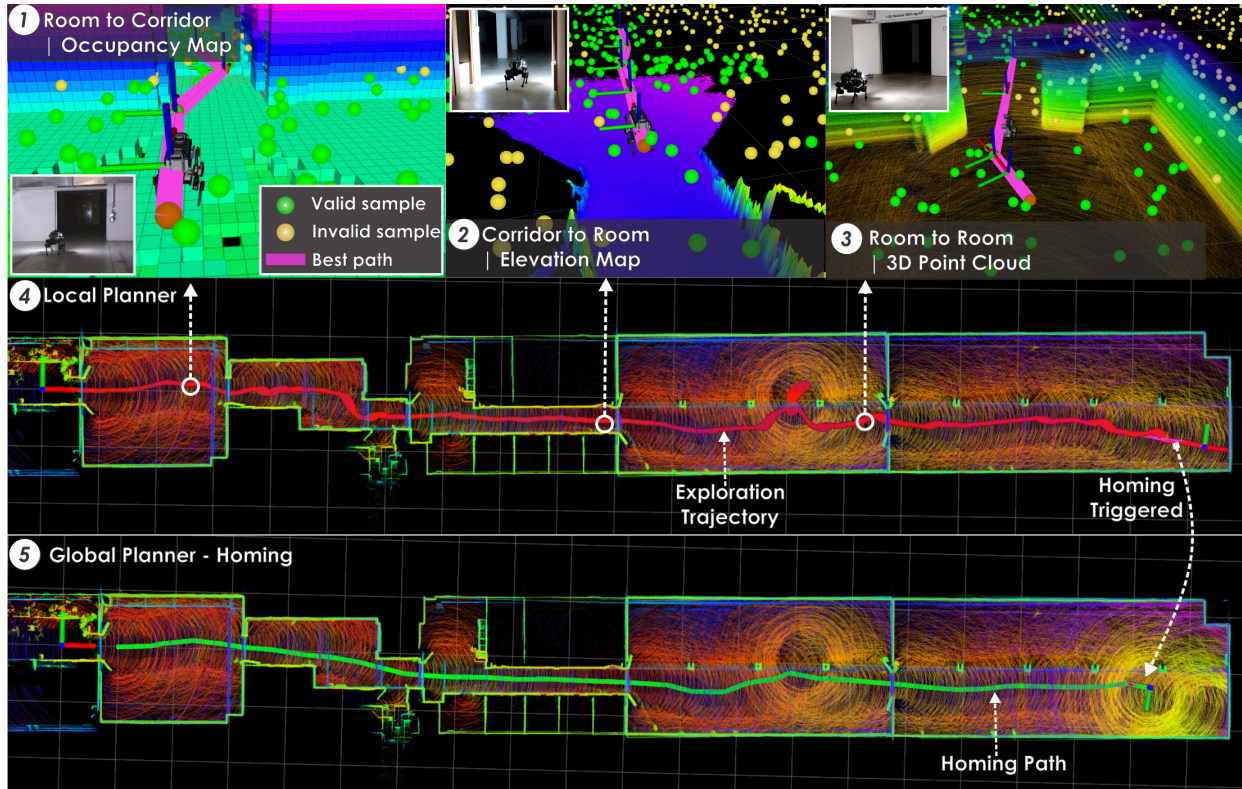 1 Room to Corridor
| Occupancy Map
Valid sample
Invalid sample
Best path
2 Corridor to Room
| Elevation Map
3 Room to Room
| 3D Point Cloud
4 Local Planner
Exploration
Trajectory
Homing
Triggered
5 Global Planner - Homing
Homing Path